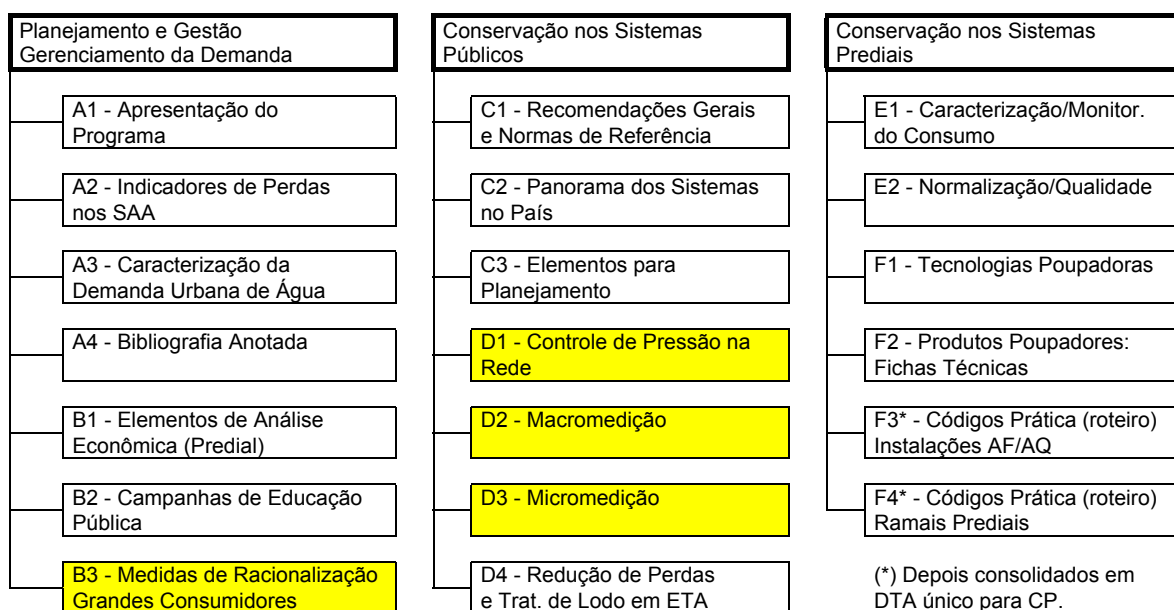 Planejamento e Gestão
Gerenciamento da Demanda
A1 - Apresentação do
Programa
A2 - Indicadores de Perdas
nos SAA
A3 - Caracterização da
Demanda Urbana de Água
A4 - Bibliografia Anotada
B1 - Elementos de Análise
Econômica (Predial)
B2 - Campanhas de Educação
Pública
B3 - Medidas de Racionalização
Grandes Consumidores
Conservação nos Sistemas
Públicos
C1 - Recomendações Gerais
e Normas de Referência
C2 - Panorama dos Sistemas
no País
C3 - Elementos para
Planejamento
D1 - Controle de Pressão na
Rede
D2 - Macromedição
D3 - Micromedição
D4 - Redução de Perdas
e Trat. de Lodo em ETA
Conservação nos Sistemas
Prediais
E1 - Caracterização/Monitor.
do Consumo
E2 - Normalização/Qualidade
F1 - Tecnologias Poupadoras
F2 - Produtos Poupadores:
Fichas Técnicas
F3* - Códigos Prática (roteiro)
Instalações AF/AQ
F4* - Códigos Prática (roteiro)
Ramais Prediais
(*) Depois consolidados em
DTA único para CP.